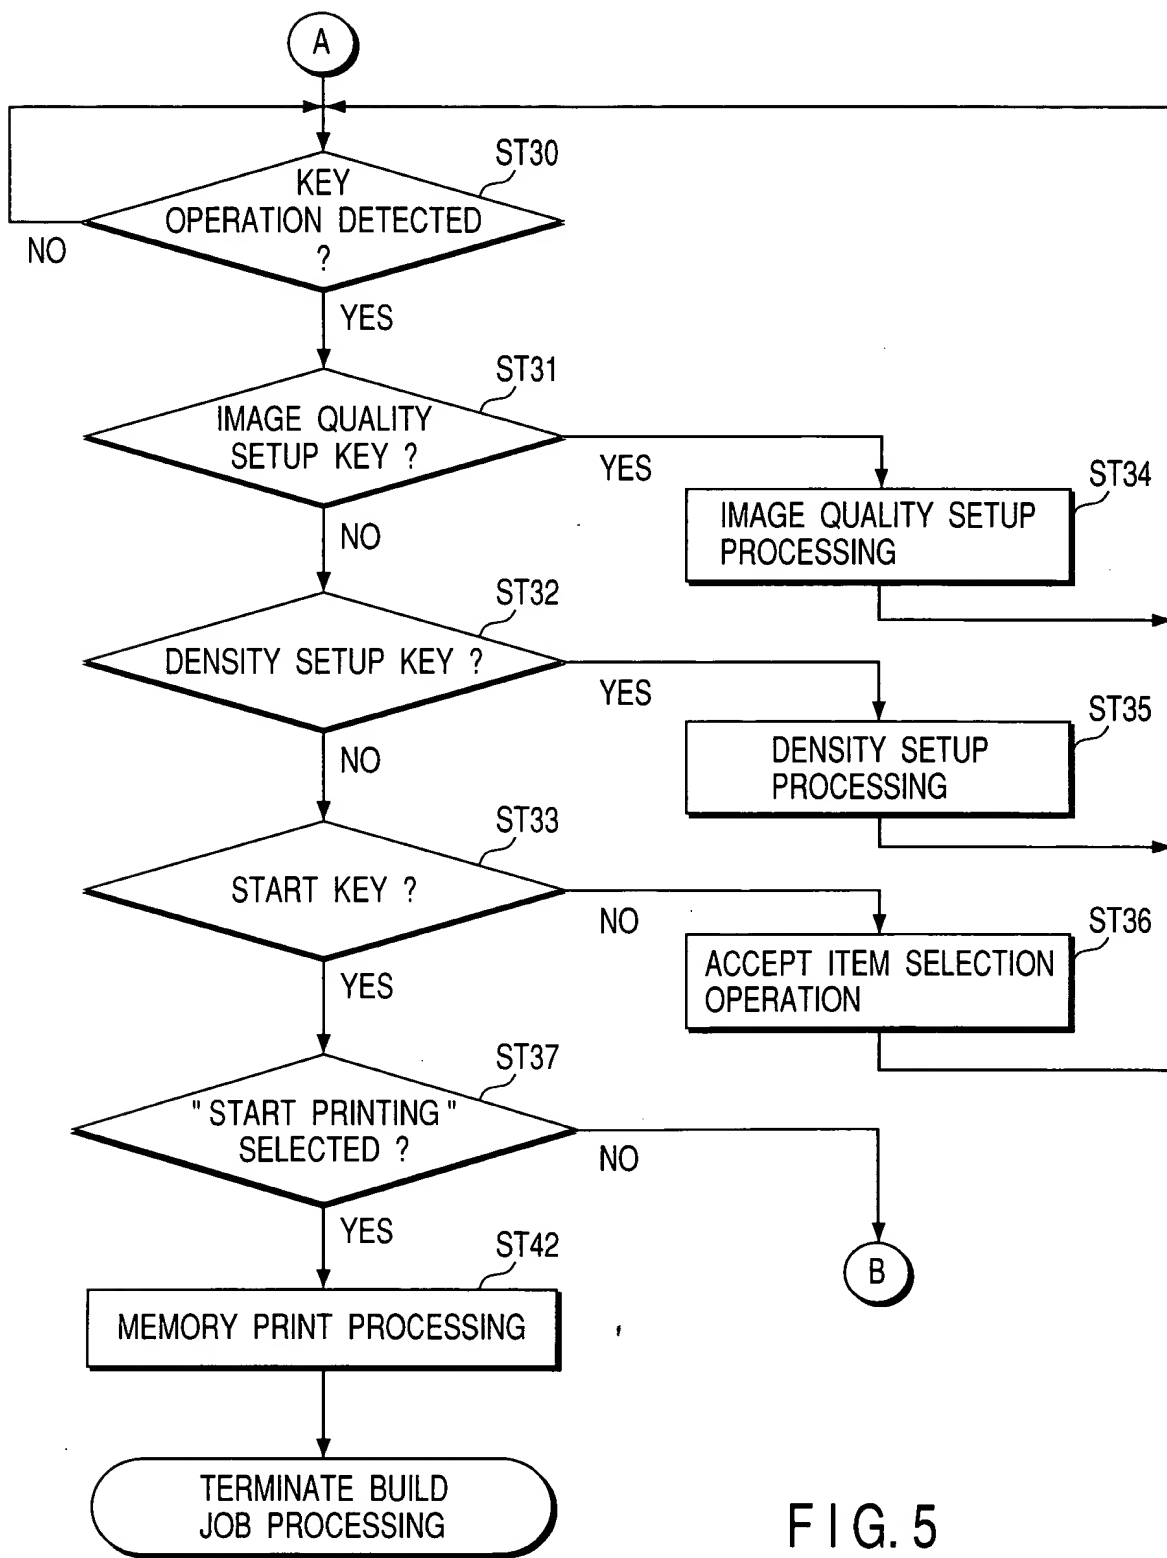 A
ST30
KEY
OPERATION DETECTED
?
NO
YES
ST31
IMAGE QUALITY
SETUP KEY ?
YES
NO
ST34
IMAGE QUALITY SETUP
PROCESSING
ST32
DENSITY SETUP KEY ?
YES
NO
ST35
DENSITY SETUP
PROCESSING
ST33
START KEY ?
NO
YES
ST36
ACCEPT ITEM SELECTION
OPERATION
ST37
"START PRINTING"
SELECTED ?
NO
YES
B
ST42
MEMORY PRINT PROCESSING
TERMINATE BUILD
JOB PROCESSING
FIG. 5